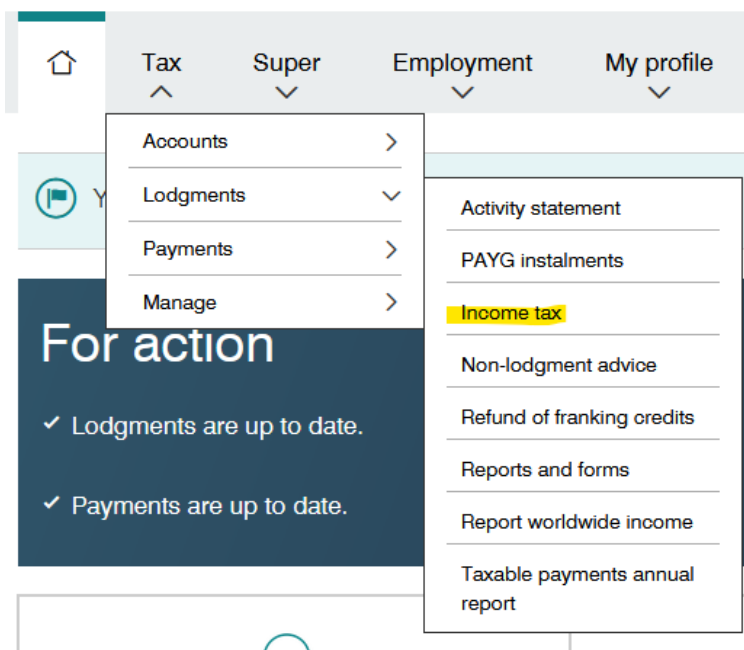 Tax
Super
Employment
My profile
Accounts
Lodgments
Payments
Manage
Y
Activity statement
PAYG instalments
Income tax
Non-lodgment advice
Refund of franking credits
Reports and forms
Report worldwide income
Taxable payments annual
report
For action
Lodgments are up to date.
Payments are up to date.